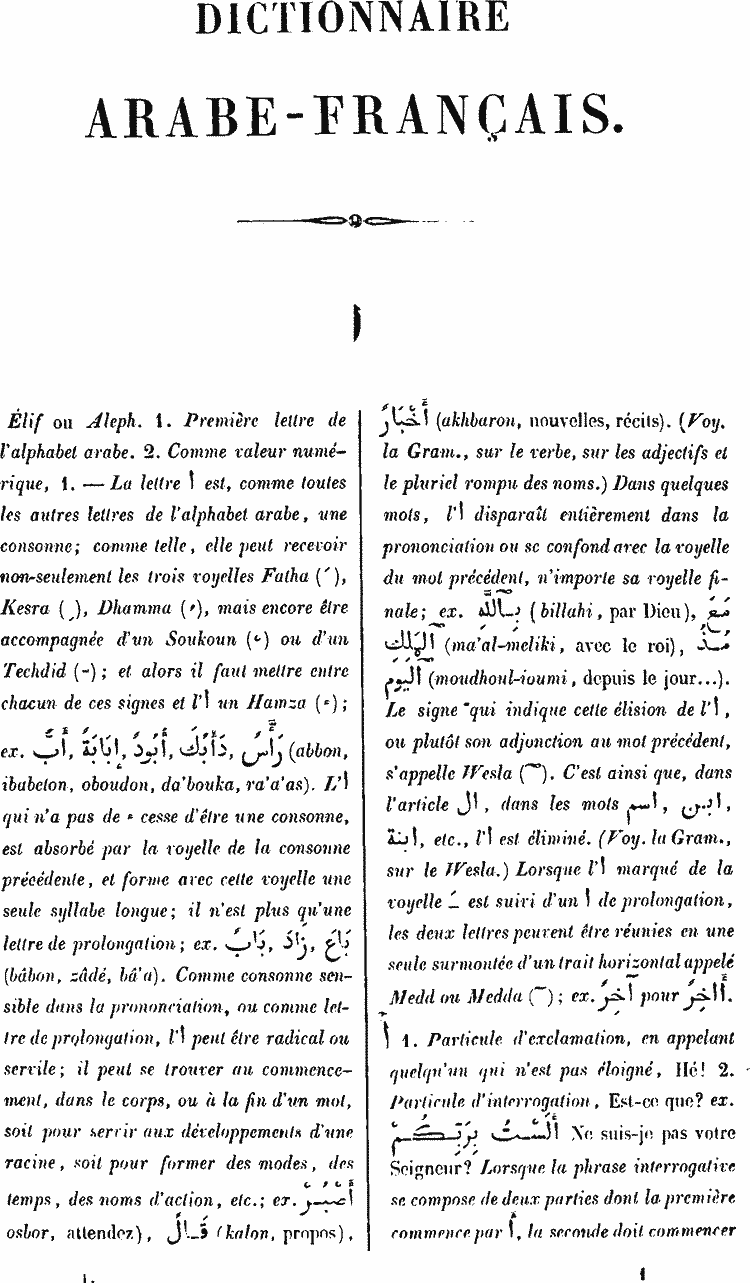 DICTIONNAIRE
ARABE-FRANÇAIS.
ا
Élif ou Aleph. 1. Première lettre de
l'alphabet arabe. 2. Comme valeur numé-
rique, 1. — La lettre ا est, comme toutes
les autres lettres de l'alphabet arabe, une
consonne; comme telle, elle peut recevoir
non-seulement les trois voyelles Fatha (َ),
Kesra (ِ), Dhamma (ُ), mais encore être
accompagnée d'un Soukoun (ْ) ou d'un
Techdid (ّ); et alors il faut mettre entre
chacun de ces signes et l'ا un Hamza (ء);
ex. أَبٌّ, إِبَابَةٌ, أُبُودٌ, دَأْبُكَ, رَأَّسٌ (abbon,
ibabeton, oboudon, da'bouka, ra'a'as). L'ا
qui n'a pas de ء cesse d'être une consonne,
est absorbé par la voyelle de la consonne
précédente, et forme avec cette voyelle une
seule syllabe longue; il n'est plus qu'une
lettre de prolongation; ex. بَابٌ, زَادَ, بَاعَ
(bâbon, zâdé, bâ'a). Comme consonne sen-
sible dans la prononciation, ou comme let-
tre de prolongation, l'ا peut être radical ou
servile; il peut se trouver au commence-
ment, dans le corps, ou à la fin d'un mot,
soit pour servir aux développements d'une
racine, soit pour former des modes, des
temps, des noms d'action, etc.; ex. أُصْبُرْ
osbor, attendez), قَالٌ (kalon, propos),
أَخْبَارٌ (akhbaron, nouvelles, récits). (Voy.
la Gram., sur le verbe, sur les adjectifs et
le pluriel rompu des noms.) Dans quelques
mots, l'ا disparaît entièrement dans la
prononciation ou se confond avec la voyelle
du mot précédent, n'importe sa voyelle fi-
nale; ex. بِٱللّٰهِ (billahi, par Dieu), مَعَ
ٱلْمَلِكِ (ma'al-meliki, avec le roi), مُذُ
ٱلْيَوْمِ (moudhoul-ioumi, depuis le jour...).
Le signe ٱ qui indique cette élision de l'ا,
ou plutôt son adjonction au mot précédent,
s'appelle Wesla (ٱ). C'est ainsi que, dans
l'article ال, dans les mots اسم, ابن,
ابنة, etc., l'ا est éliminé. (Voy. la Gram.,
sur le Wesla.) Lorsque l'ا marqué de la
voyelle َ est suivi d'un ا de prolongation,
les deux lettres peuvent être réunies en une
seule surmontée d'un trait horizontal appelé
Medd ou Medda (~); ex. آخَرُ pour أَاخَرُ.
أَ 1. Particule d'exclamation, en appelant
quelqu'un qui n'est pas éloigné, Hé! 2.
Particule d'interrogation, Est-ce que? ex.
أَلَسْتُ بِرَبِّكُمْ Ne suis-je pas votre
Seigneur? Lorsque la phrase interrogative
se compose de deux parties dont la première
commence par أَ, la seconde doit commencer
1